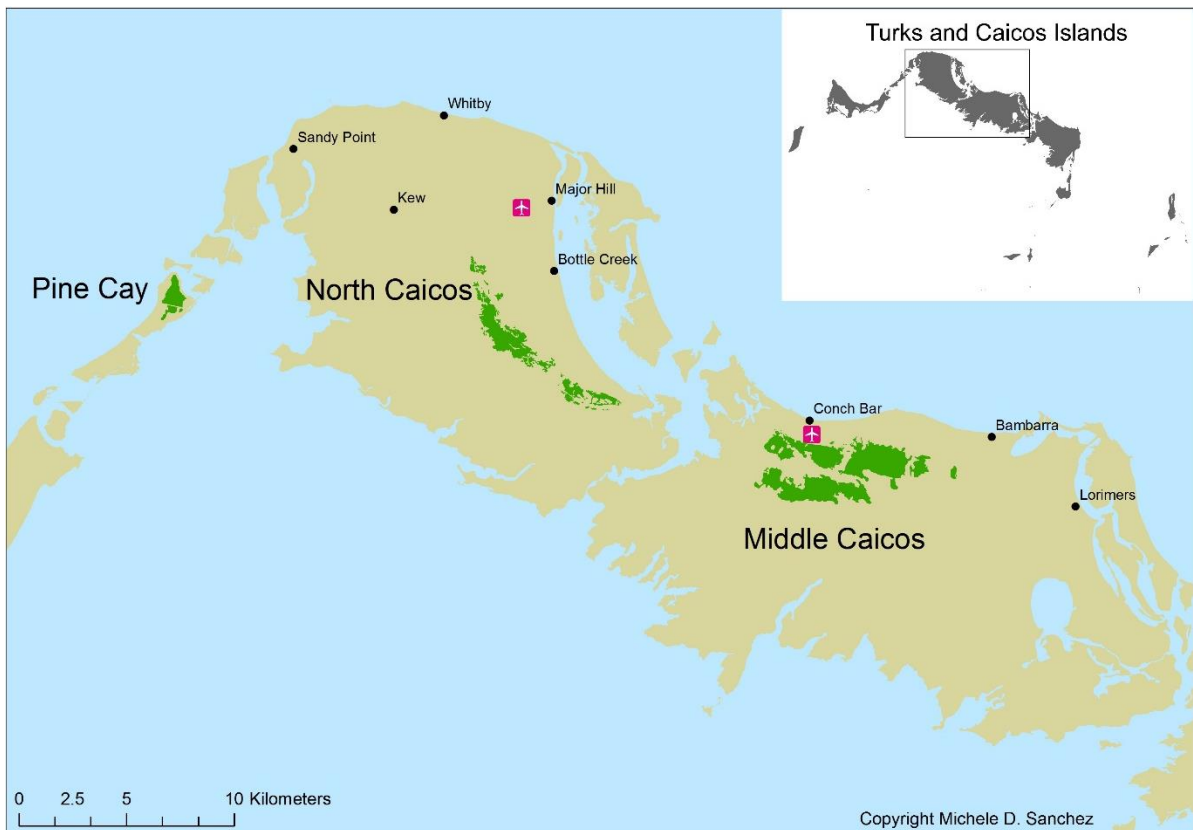 Turks and Caicos Islands
Whitby
Sandy Point
Major Hill
Kew
Bottle Creek
Pine Cay
North Caicos
Conch Bar
Bambarra
Lorimers
Middle Caicos
0 2.5 5 10 Kilometers
Copyright Michele D. Sanchez